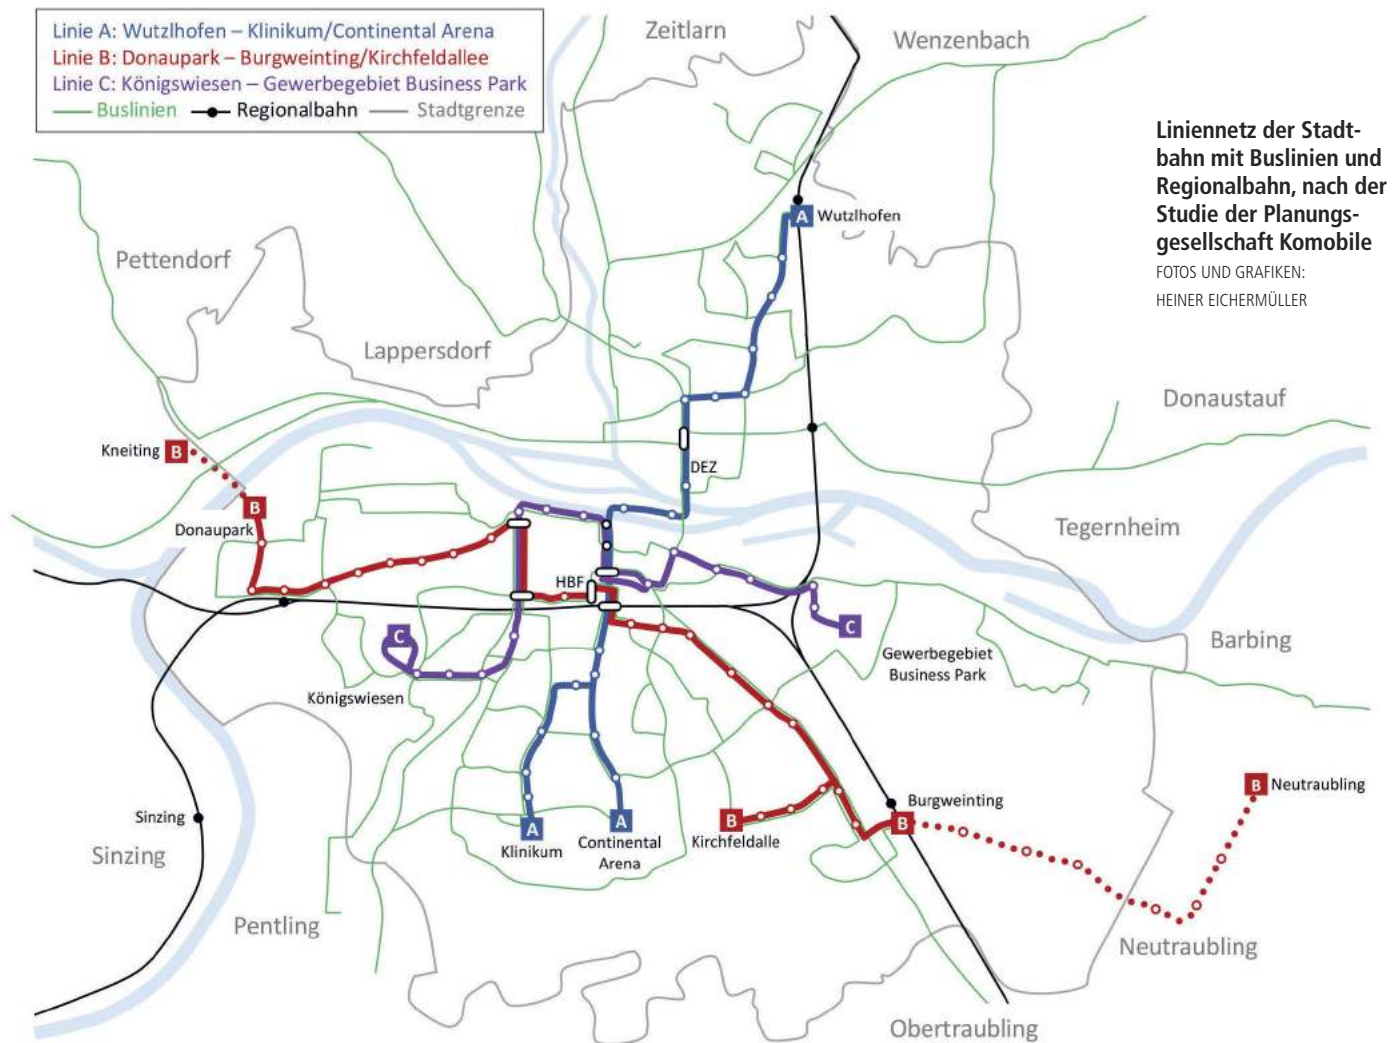 Linie A: Wutzlhofen – Klinikum/Continental Arena
Linie B: Donaupark – Burgweinting/Kirchfeldallee
Linie C: Königswiesen – Gewerbegebiet Business Park
Buslinien Regionalbahn Stadtgrenze
Zeitlarn
Wenzenbach
Liniennetz der Stadt-
bahn mit Buslinien und
Regionalbahn, nach der
Studie der Planungs-
gesellschaft Komobile
FOTOS UND GRAFIKEN:
HEINER EICHERMÜLLER
A Wutzlhofen
Pettendorf
Lappersdorf
Donaustauf
Kneiting B
DEZ
B
Donaupark
Tegernheim
HBF
C
C
Barbing
Gewerbegebiet
Business Park
Königswiesen
B Neutraubling
Burgweinting
B
Sinzing
Sinzing
A
Klinikum
A
Continental
Arena
B
Kirchfeldalle
Pentling
Neutraubling
Obertraubling